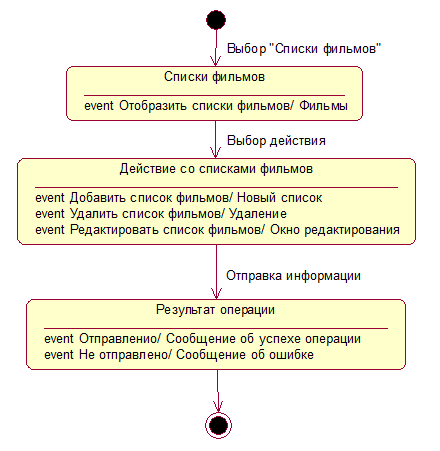 Выбор "Списки фильмов"
Списки фильмов
event Отобразить списки фильмов/ Фильмы
Выбор действия
Действие со списками фильмов
event Добавить список фильмов/ Новый список
event Удалить список фильмов/ Удаление
event Редактировать список фильмов/ Окно редактирования
Отправка информации
Результат операции
event Отправленио/ Сообщение об успехе операции
event Не отправлено/ Сообщение об ошибке